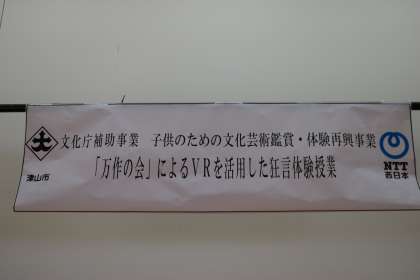 文化庁補助事業 子供のための文化芸術鑑賞・体験再興事業
「万作の会」によるVRを活用した狂言体験授業
津山市
NTT
西日本